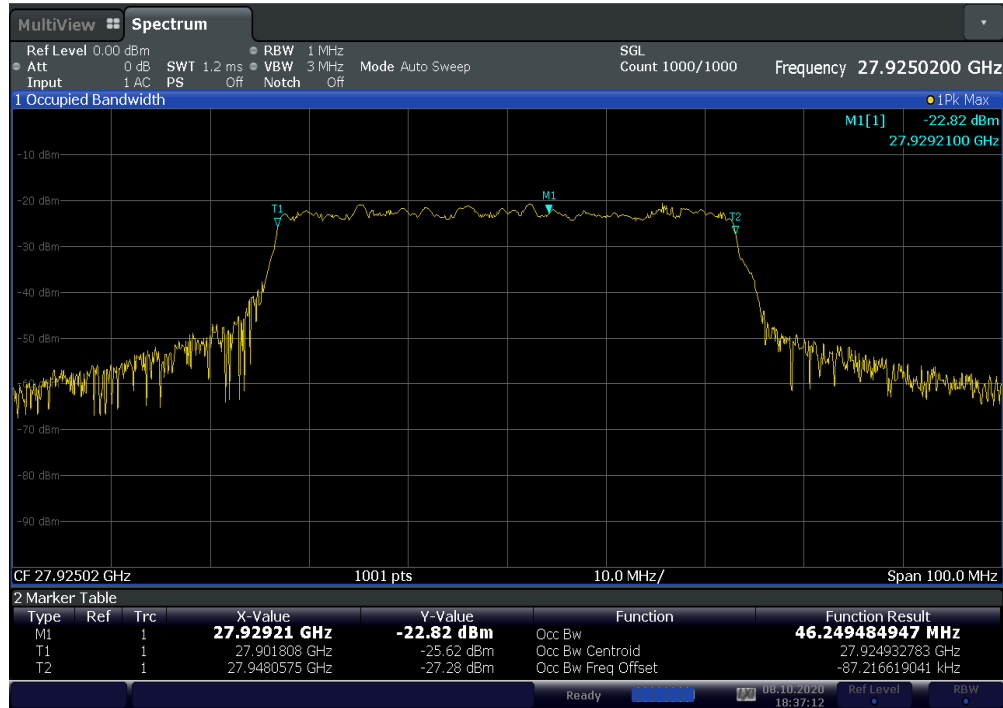 MultiView Spectrum
Ref Level 0.00 dBm RBW 1 MHz SGL
Att 0 dB SWT 1.2 ms VBW 3 MHz Mode Auto Sweep Count 1000/1000 Frequency 27.9250200 GHz
Input 1 AC PS Off Notch Off
1 Occupied Bandwidth 1Pk Max
M1[1] -22.82 dBm
27.9292100 GHz
-10 dBm
M1
-20 dBm
T1
T2
-30 dBm
-40 dBm
-50 dBm
-60 dBm
-70 dBm
-80 dBm
-90 dBm
CF 27.92502 GHz 1001 pts 10.0 MHz/ Span 100.0 MHz
2 Marker Table
Type Ref Trc X-Value Y-Value Function Function Result
M1 1 27.92921 GHz -22.82 dBm Occ Bw 46.249484947 MHz
T1 1 27.901808 GHz -25.62 dBm Occ Bw Centroid 27.924932783 GHz
T2 1 27.9480575 GHz -27.28 dBm Occ Bw Freq Offset -87.216619041 kHz
Ready 08.10.2020 Ref Level RBW
18:37:12